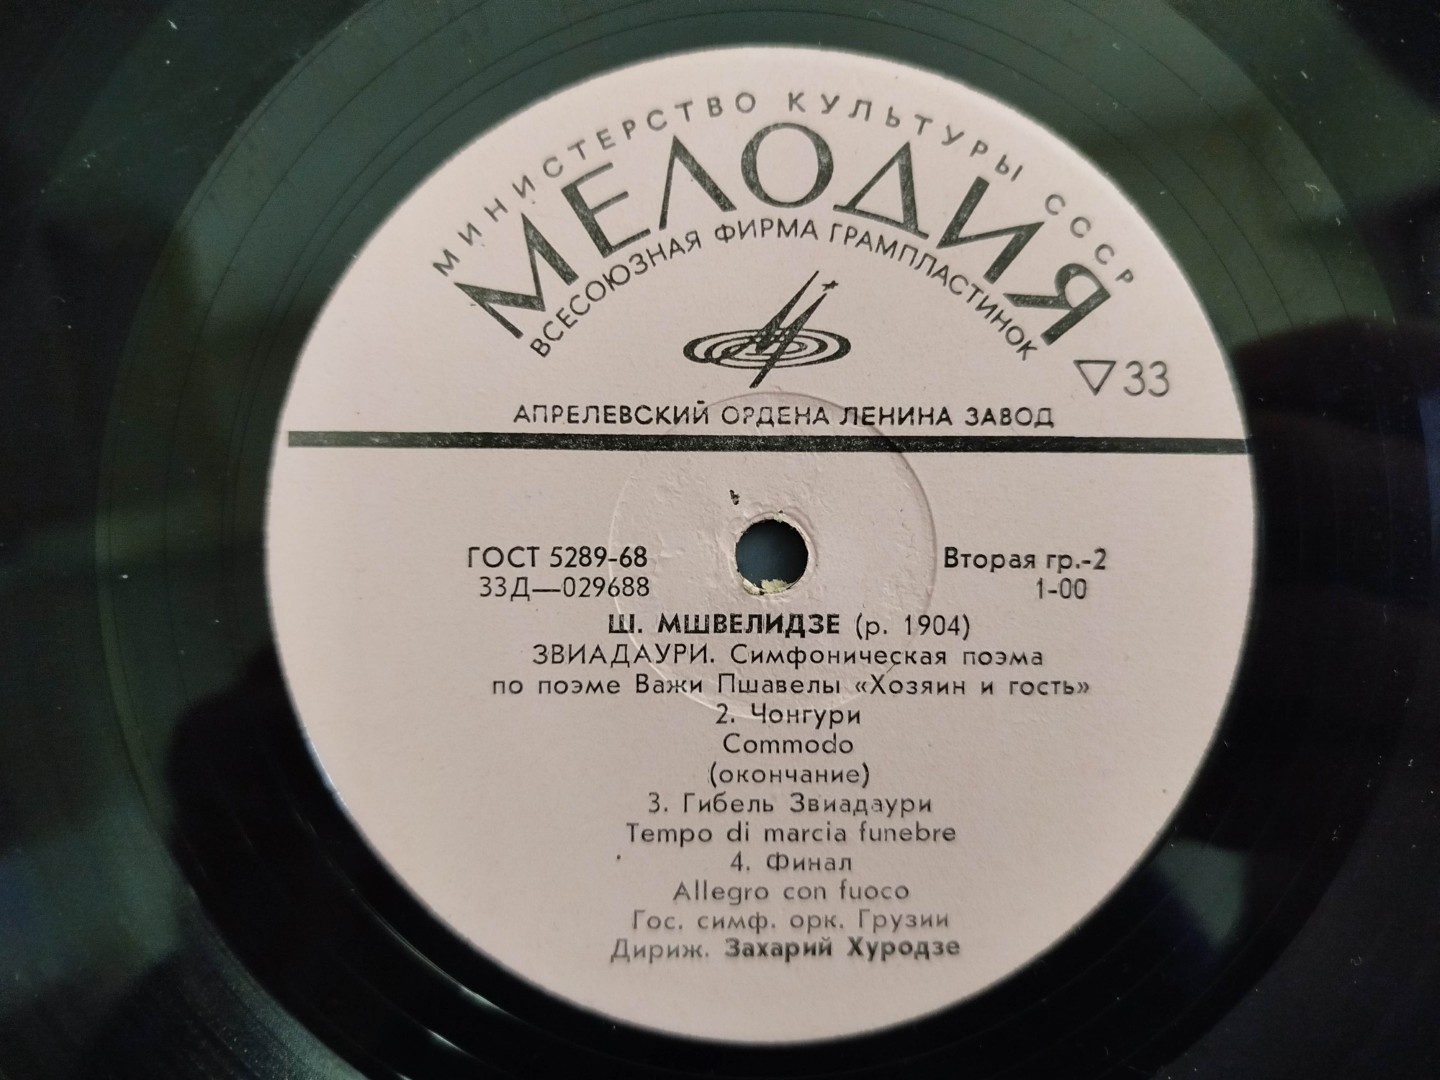 МИНИСТЕРСТВО КУЛЬТУРЫ СССР
МЕЛОДИЯ
ВСЕСОЮЗНАЯ ФИРМА ГРАМПЛАСТИНОК
33
АПРЕЛЕВСКИЙ ОРДЕНА ЛЕНИНА ЗАВОД
ГОСТ 5289-68
33Д—029688
Вторая гр.-2
1-00
Ш. МШВЕЛИДЗЕ (р. 1904)
ЗВИАДАУРИ. Симфоническая поэма
по поэме Важи Пшавелы «Хозяин и гость»
2. Чонгури
Commodo
(окончание)
3. Гибель Звиадаури
Tempo di marcia funebre
4. Финал
Allegro con fuoco
Гос. симф. орк. Грузии
Дириж. Захарий Хуродзе